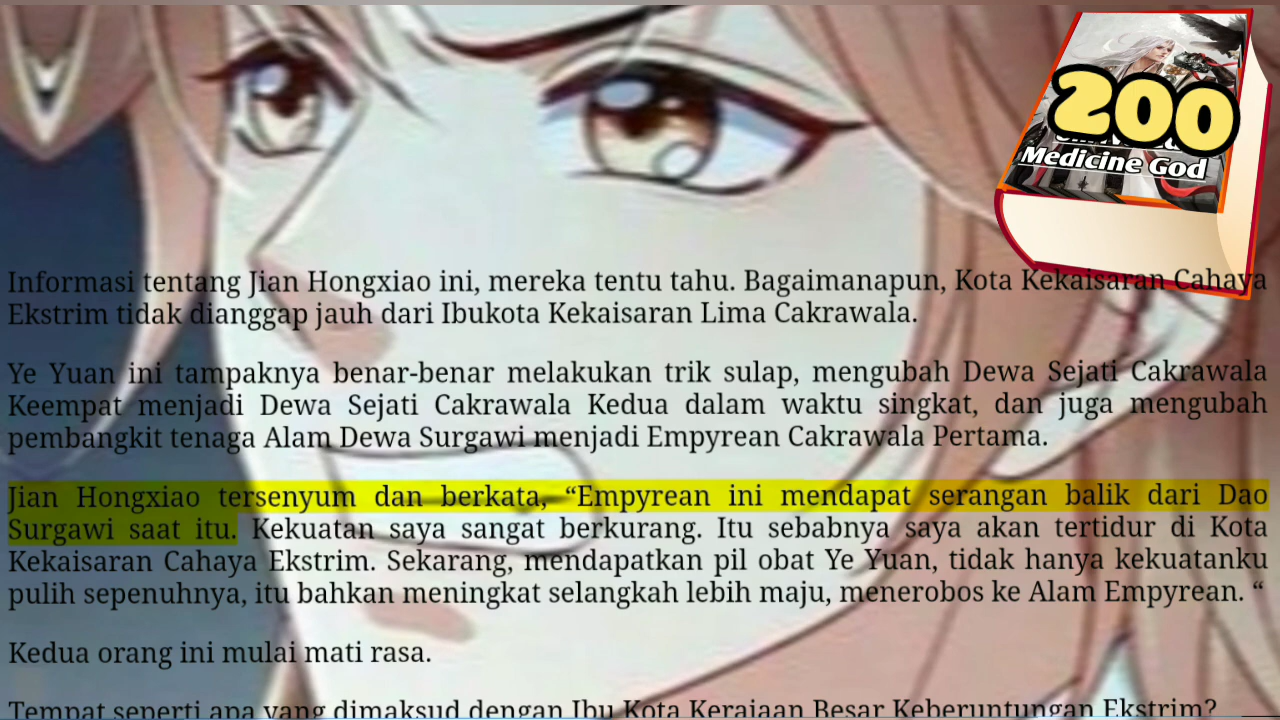 200
Medicine God
Informasi tentang Jian Hongxiao ini, mereka tentu tahu. Bagaimanapun, Kota Kekaisaran Cahaya
Ekstrim tidak dianggap jauh dari Ibukota Kekaisaran Lima Cakrawala.
Ye Yuan ini tampaknya benar-benar melakukan trik sulap, mengubah Dewa Sejati Cakrawala
Keempat menjadi Dewa Sejati Cakrawala Kedua dalam waktu singkat, dan juga mengubah
pembangkit tenaga Alam Dewa Surgawi menjadi Empyrean Cakrawala Pertama.
Jian Hongxiao tersenyum dan berkata, “Empyrean ini mendapat serangan balik dari Dao
Surgawi saat itu. Kekuatan saya sangat berkurang. Itu sebabnya saya akan tertidur di Kota
Kekaisaran Cahaya Ekstrim. Sekarang, mendapatkan pil obat Ye Yuan, tidak hanya kekuatanku
pulih sepenuhnya, itu bahkan meningkat selangkah lebih maju, menerobos ke Alam Empyrean. “
Kedua orang ini mulai mati rasa.
Tempat seperti apa yang dimaksud dengan Ibu Kota Kerajaan Besar Keberuntungan Ekstrim?